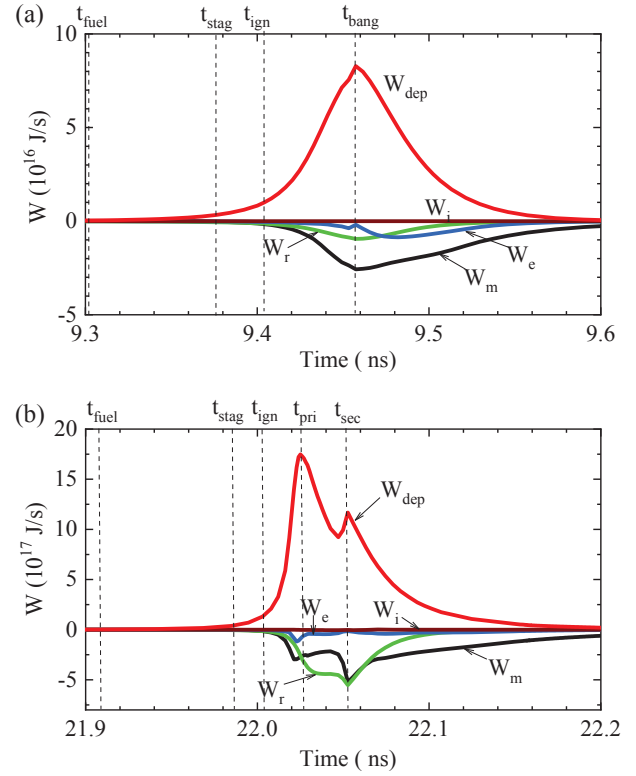 (a)
t_fuel t_stag t_ign t_bang
10
5
0
-5
W (10^16 J/s)
W_dep
W_i
W_r
W_e
W_m
9.3 9.4 9.5 9.6
Time ( ns)
(b)
t_fuel t_stag t_ign t_pri t_sec
20
15
10
5
0
-5
W (10^17 J/s)
W_dep
W_e
W_i
W_r
W_m
21.9 22.0 22.1 22.2
Time ( ns)